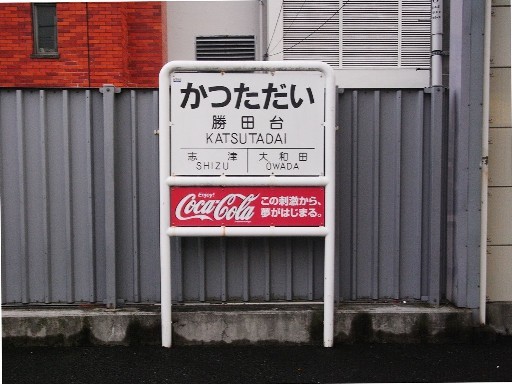 かつただい
勝田台
KATSUTADAI
志津 大和田
SHIZU OWADA
Enjoy!
Coca-Cola
この刺激から、
夢がはじまる。